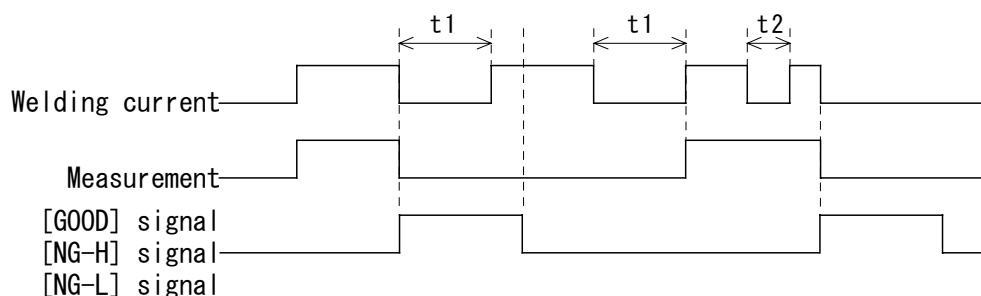 t1 t1 t2
Welding current
Measurement
[GOOD] signal
[NG-H] signal
[NG-L] signal